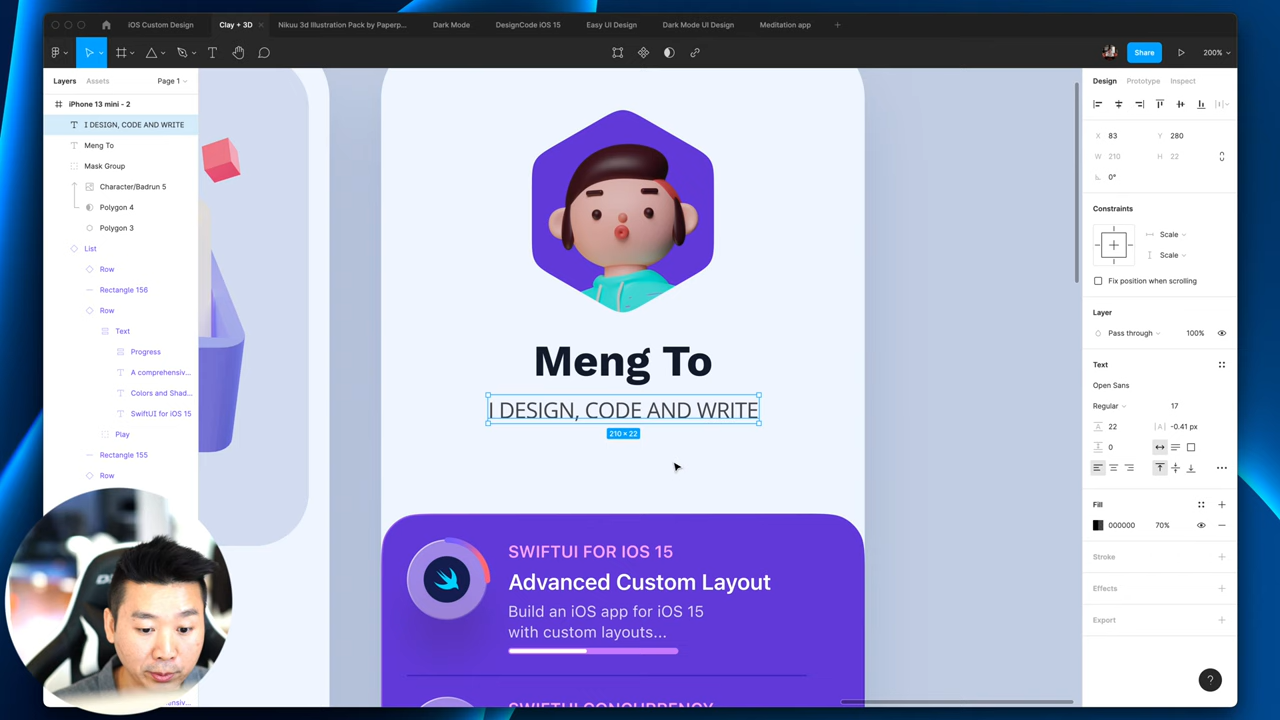 iOS Custom Design
Clay + 3D
Nikuu 3d Illustration Pack by Paperp...
Dark Mode
DesignCode iOS 15
Easy UI Design
Dark Mode UI Design
Meditation app
Share
200%
Layers
Assets
Page 1
iPhone 13 mini - 2
I DESIGN, CODE AND WRITE
Meng To
Mask Group
Character/Badrun 5
Polygon 4
Polygon 3
List
Row
Rectangle 156
Row
Text
Progress
A comprehensiv...
Colors and Shad...
SwiftUI for iOS 15
Play
Rectangle 155
Row
Meng To
I DESIGN, CODE AND WRITE
210 × 22
SWIFTUI FOR IOS 15
Advanced Custom Layout
Build an iOS app for iOS 15
with custom layouts...
SWIFTUI CONCURRENCY
Design
Prototype
Inspect
X 83
Y 280
W 210
H 22
0°
Constraints
Scale
Scale
Fix position when scrolling
Layer
Pass through
100%
Text
Open Sans
Regular
17
22
-0.41 px
0
Fill
000000
70%
Stroke
Effects
Export
?